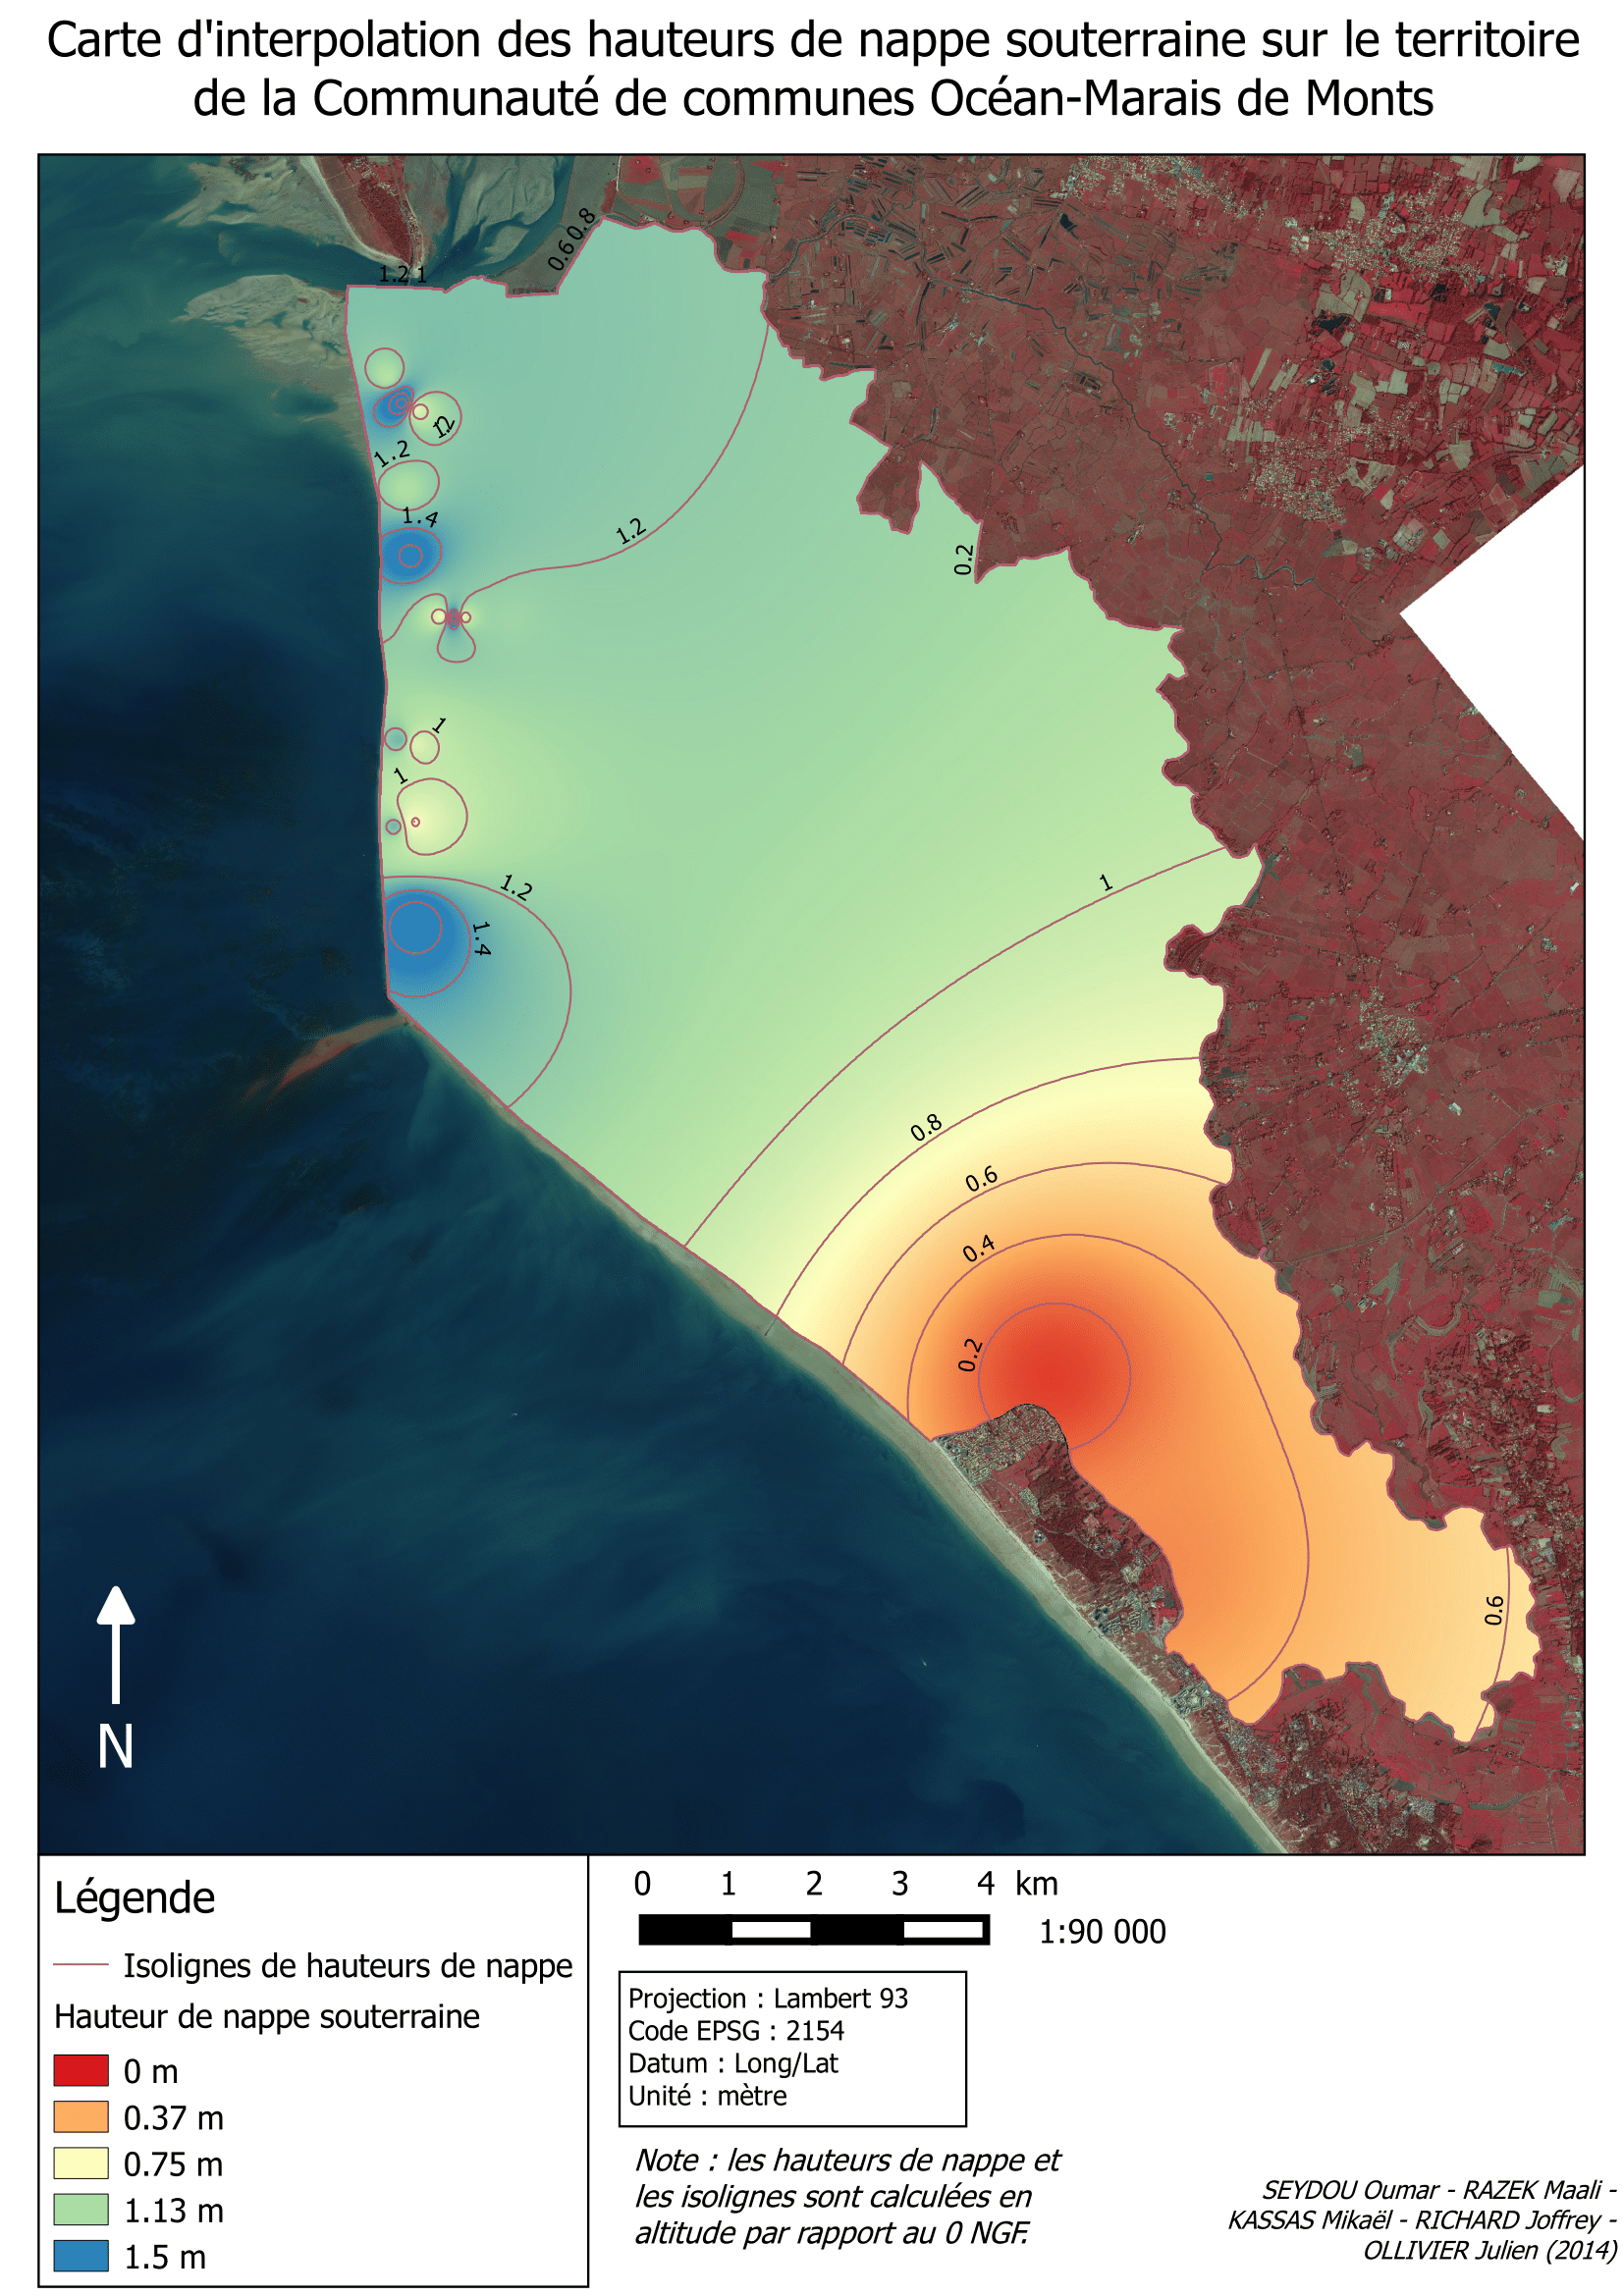 Carte d'interpolation des hauteurs de nappe souterraine sur le territoire
de la Communauté de communes Océan-Marais de Monts
0.8
0.6
1.2 1
1.2
1.2
1.4
1.2
0.2
1
1
1.2
1.4
1
0.8
0.6
0.4
0.2
0.6
N
Légende
Isolignes de hauteurs de nappe
Hauteur de nappe souterraine
0 m
0.37 m
0.75 m
1.13 m
1.5 m
0 1 2 3 4 km
1:90 000
Projection : Lambert 93
Code EPSG : 2154
Datum : Long/Lat
Unité : mètre
Note : les hauteurs de nappe et
les isolignes sont calculées en
altitude par rapport au 0 NGF.
SEYDOU Oumar - RAZEK Maali -
KASSAS Mikaël - RICHARD Joffrey -
OLLIVIER Julien (2014)